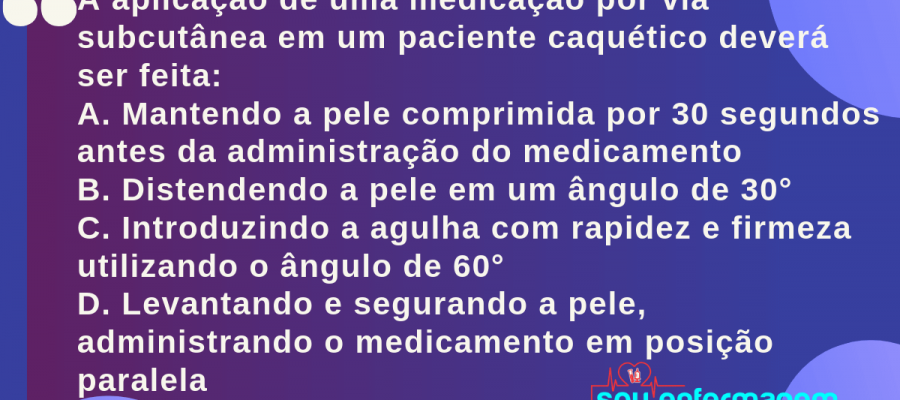 A aplicação de uma medicação por via
subcutânea em um paciente caquético deverá
ser feita:
A. Mantendo a pele comprimida por 30 segundos
antes da administração do medicamento
B. Distendendo a pele em um ângulo de 30°
C. Introduzindo a agulha com rapidez e firmeza
utilizando o ângulo de 60°
D. Levantando e segurando a pele,
administrando o medicamento em posição
paralela
sou enfermagem